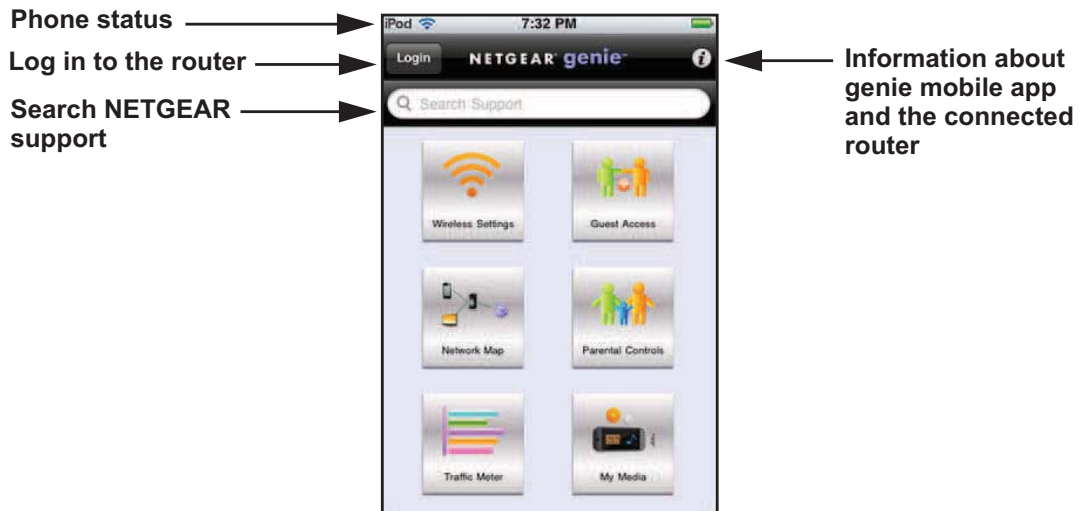 Phone status
Log in to the router
Search NETGEAR
support
iPod 7:32 PM
Login NETGEAR® genie™
Search Support
Information about
genie mobile app
and the connected
router
Wireless Settings Guest Access
Network Map Parental Controls
Traffic Meter My Media